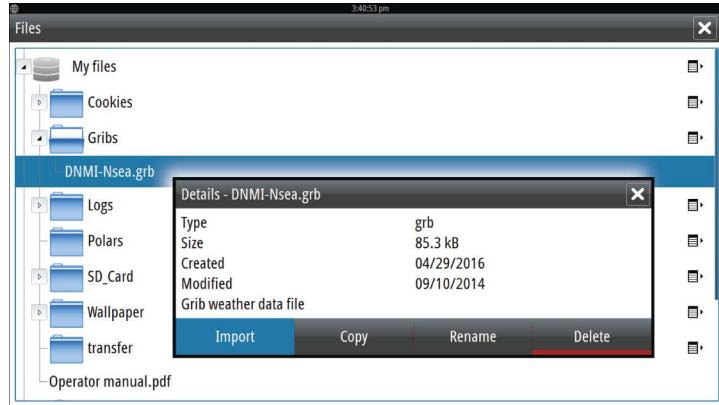 3:40:53 pm
Files
My files
Cookies
Gribs
DNMI-Nsea.grb
Logs
Polars
SD_Card
Wallpaper
transfer
Operator manual.pdf
Details - DNMI-Nsea.grb
Type grb
Size 85.3 kB
Created 04/29/2016
Modified 09/10/2014
Grib weather data file
Import Copy Rename Delete